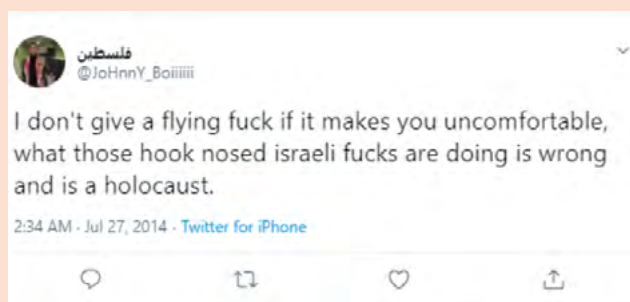 فلسطين
@JoHnnY_Boiiiiiii
I don't give a flying fuck if it makes you uncomfortable,
what those hook nosed israeli fucks are doing is wrong
and is a holocaust.
2:34 AM · Jul 27, 2014 · Twitter for iPhone